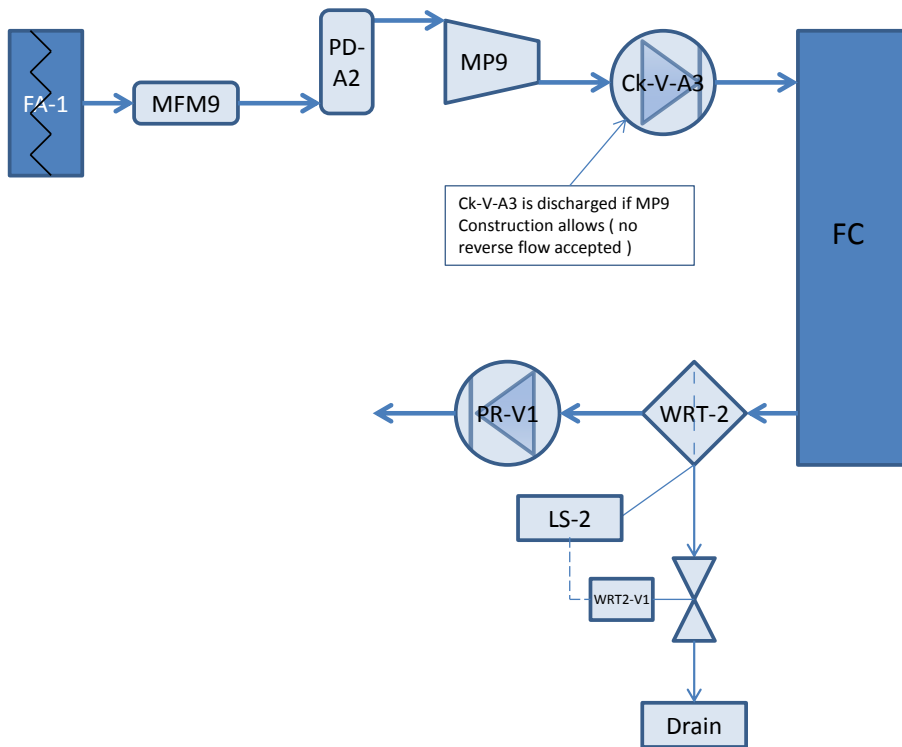 FA-1
MFM9
PD-
A2
MP9
Ck-V-A3
Ck-V-A3 is discharged if MP9
Construction allows ( no
reverse flow accepted )
FC
PR-V1
WRT-2
LS-2
WRT2-V1
Drain